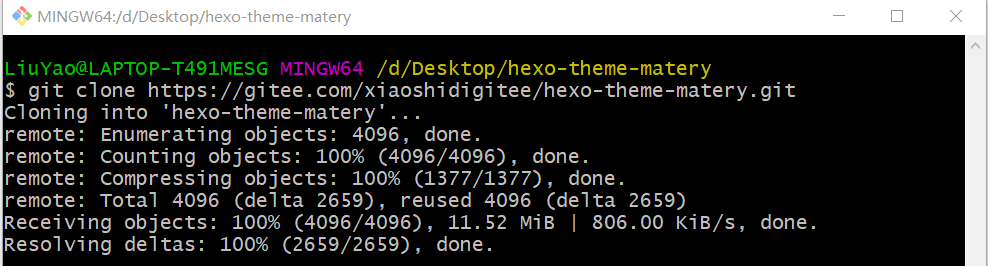 MINGW64:/d/Desktop/hexo-theme-matery
LiuYao@LAPTOP-T491MESG MINGW64 /d/Desktop/hexo-theme-matery
$ git clone https://gitee.com/xiaoshidigitee/hexo-theme-matery.git
Cloning into 'hexo-theme-matery'...
remote: Enumerating objects: 4096, done.
remote: Counting objects: 100% (4096/4096), done.
remote: Compressing objects: 100% (1377/1377), done.
remote: Total 4096 (delta 2659), reused 4096 (delta 2659)
Receiving objects: 100% (4096/4096), 11.52 MiB | 806.00 KiB/s, done.
Resolving deltas: 100% (2659/2659), done.